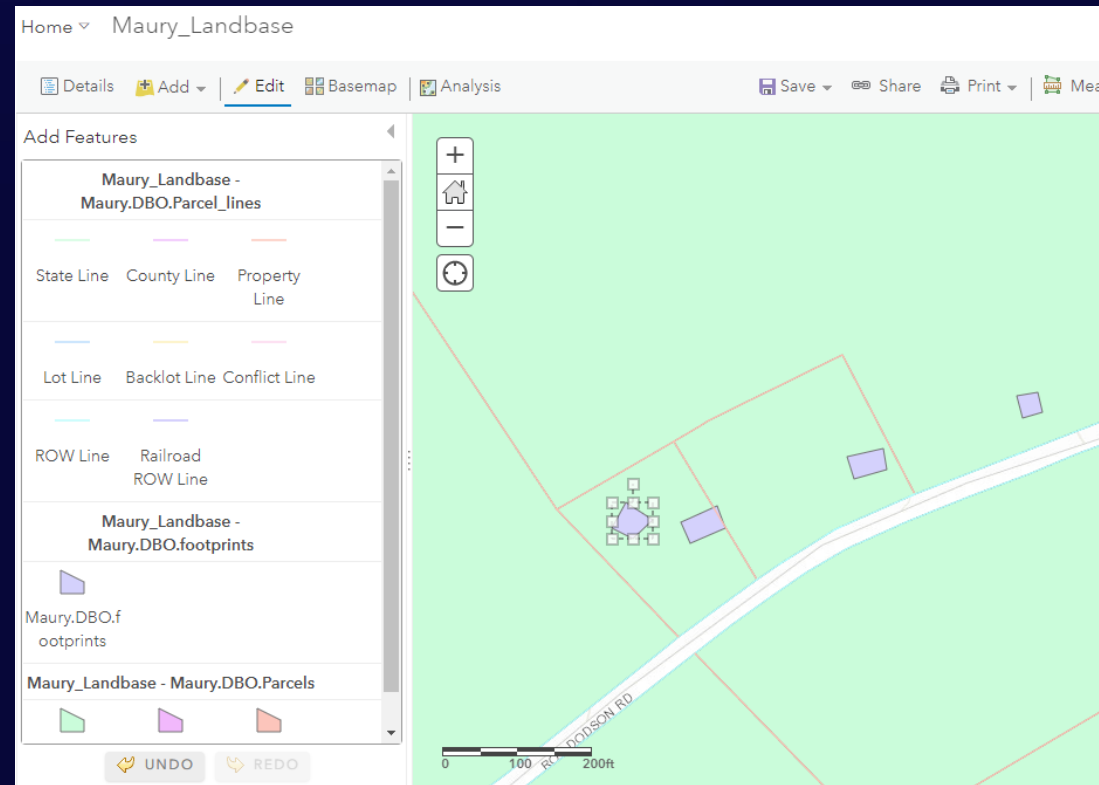 Home Maury_Landbase
Details Add Edit Basemap Analysis Save Share Print Mea
Add Features
Maury_Landbase -
Maury.DBO.Parcel_lines
State Line County Line Property
Line
Lot Line Backlot Line Conflict Line
ROW Line Railroad
ROW Line
Maury_Landbase -
Maury.DBO.footprints
Maury.DBO.f
ootprints
Maury_Landbase - Maury.DBO.Parcels
UNDO REDO
DODSON RD
0 100 200ft